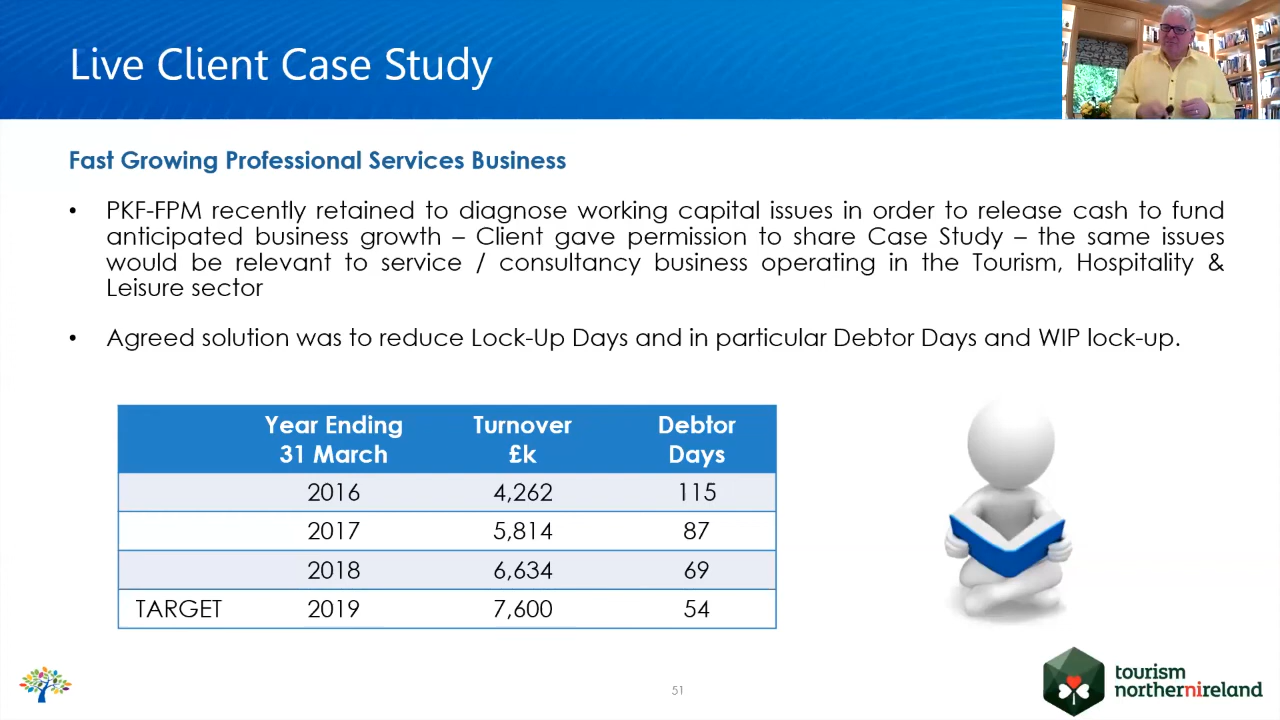 Live Client Case Study
Fast Growing Professional Services Business
• PKF-FPM recently retained to diagnose working capital issues in order to release cash to fund
anticipated business growth – Client gave permission to share Case Study – the same issues
would be relevant to service / consultancy business operating in the Tourism, Hospitality &
Leisure sector
• Agreed solution was to reduce Lock-Up Days and in particular Debtor Days and WIP lock-up.
Year Ending Turnover Debtor
31 March £k Days
2016 4,262 115
2017 5,814 87
2018 6,634 69
TARGET 2019 7,600 54
51
tourism
northernireland